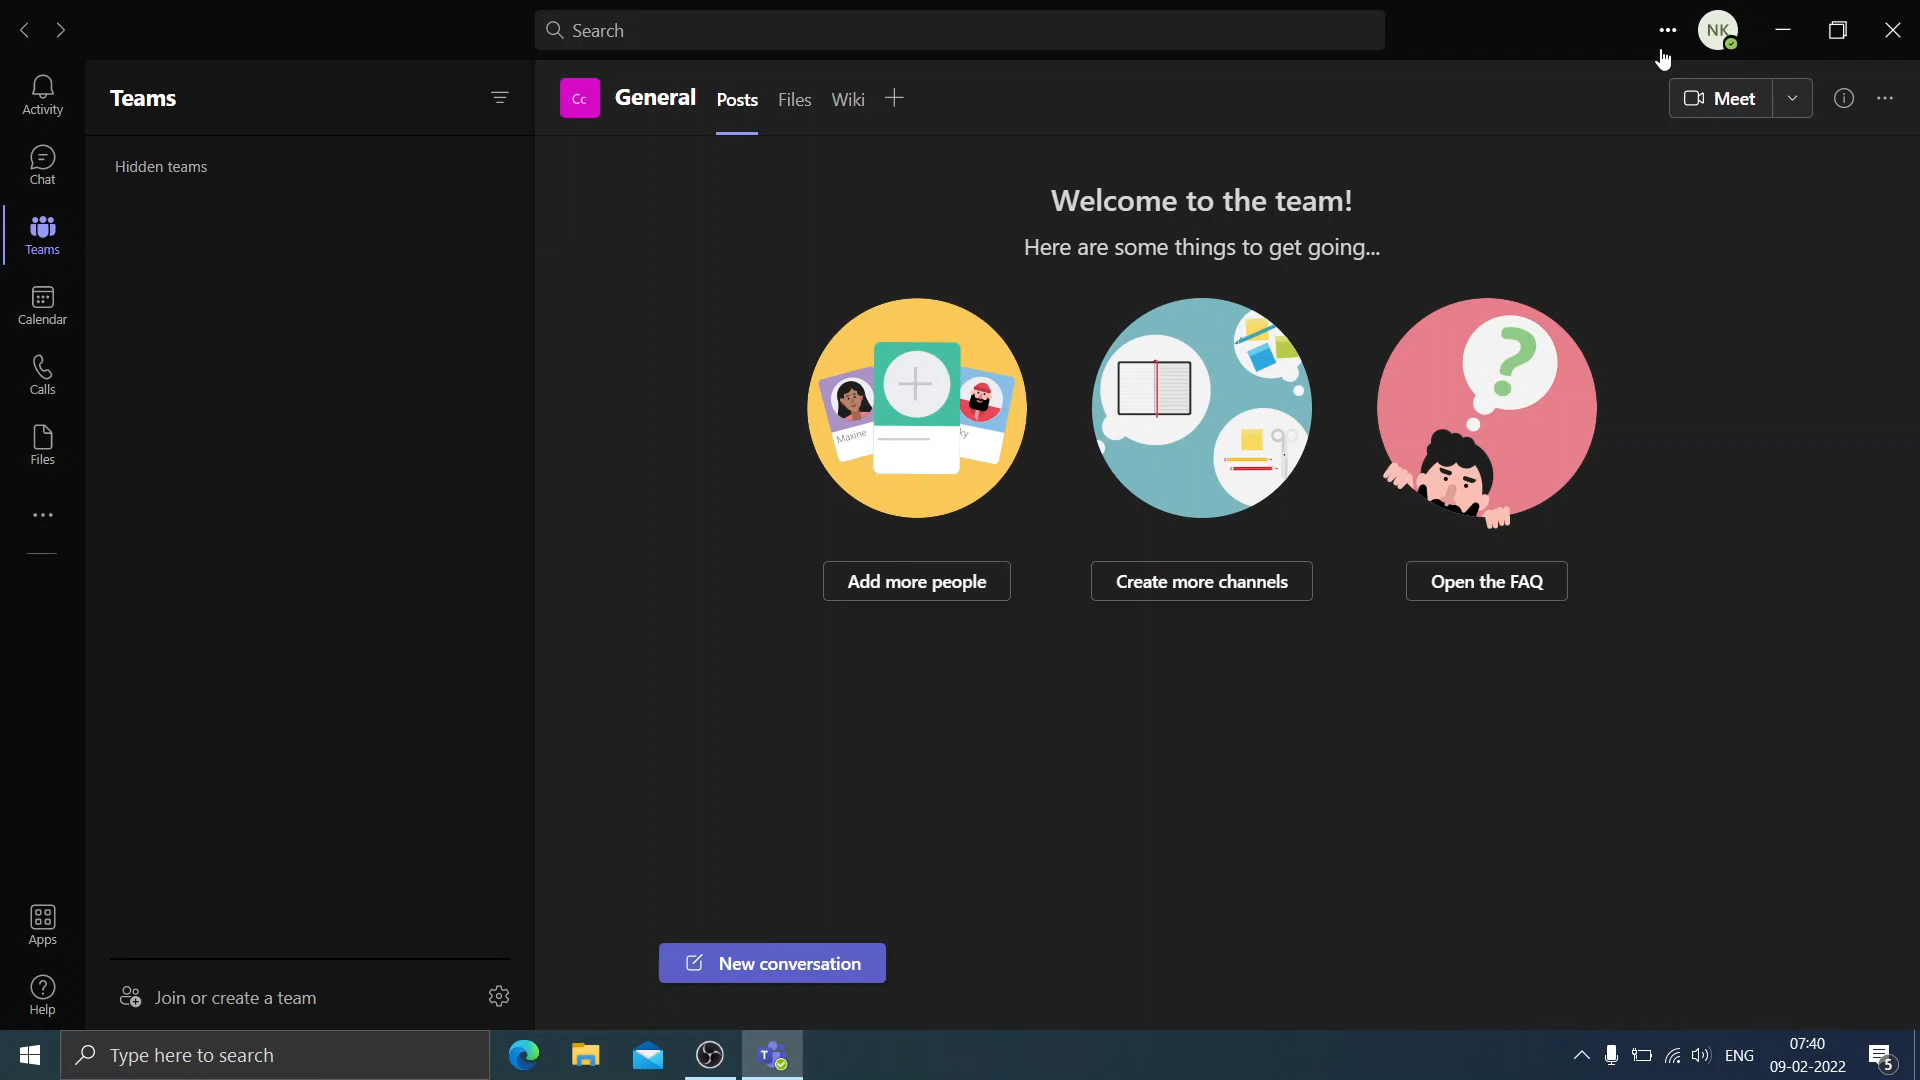 Search
NK
Activity
Chat
Teams
Calendar
Calls
Files
Apps
Help
Teams
Hidden teams
Join or create a team
Cc
General
Posts
Files
Wiki
Meet
Welcome to the team!
Here are some things to get going...
Maxine
ky
Add more people
Create more channels
Open the FAQ
New conversation
Type here to search
T
ENG
07:40
09-02-2022
5